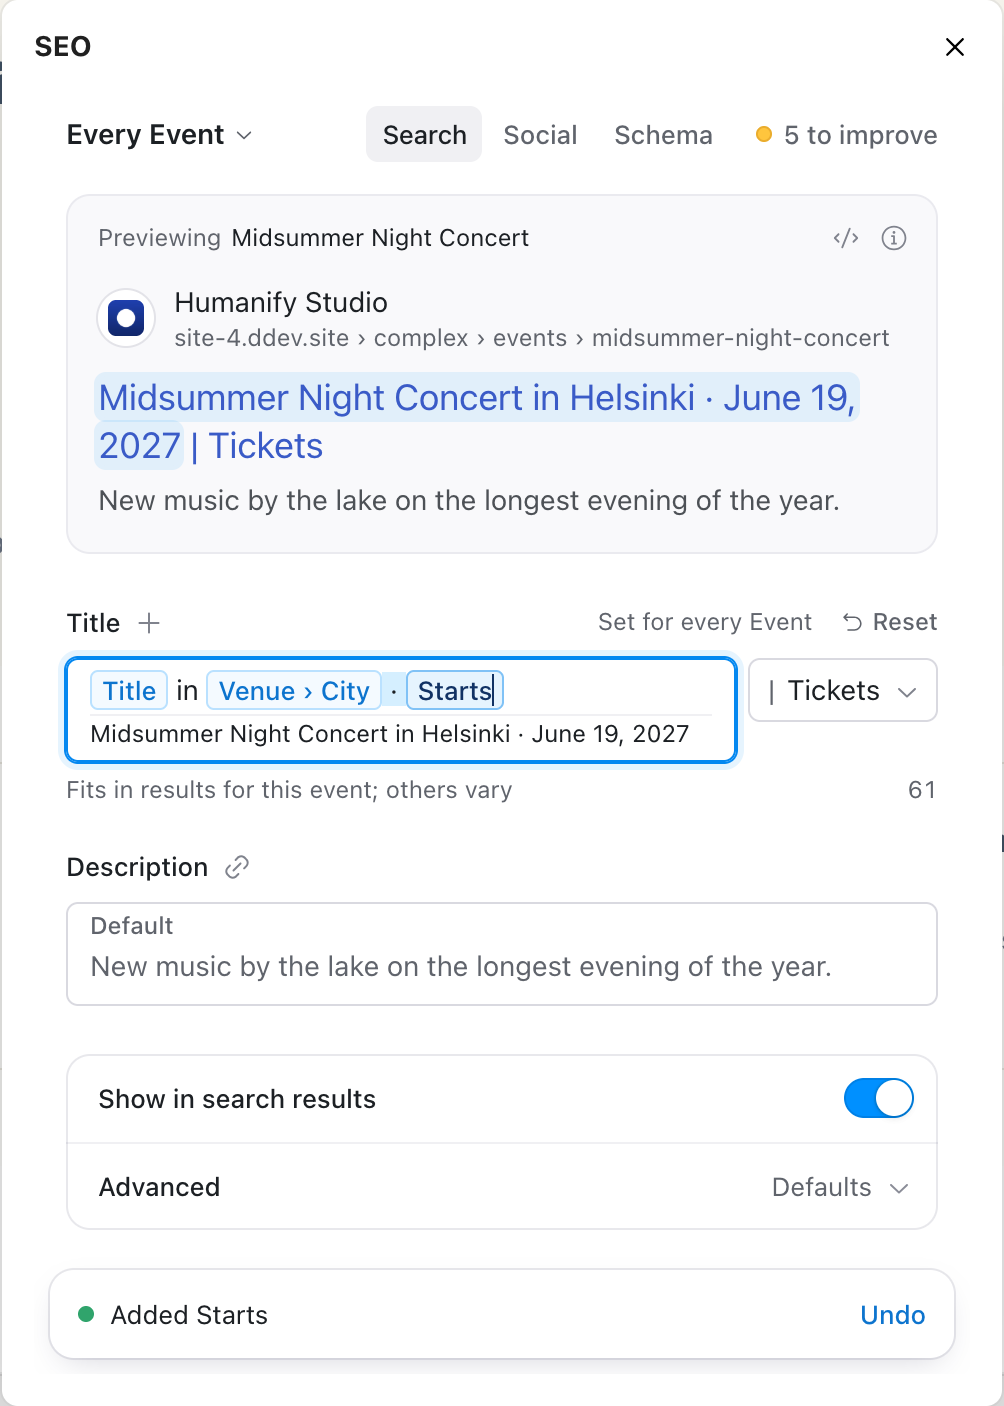 SEO
Every Event
Search
Social
Schema
5 to improve
Previewing Midsummer Night Concert
</>
Humanify Studio
site-4.ddev.site › complex › events › midsummer-night-concert
Midsummer Night Concert in Helsinki · June 19,
2027 | Tickets
New music by the lake on the longest evening of the year.
Title
Set for every Event
Reset
Title in Venue › City · Starts
| Tickets
Midsummer Night Concert in Helsinki · June 19, 2027
Fits in results for this event; others vary
61
Description
Default
New music by the lake on the longest evening of the year.
Show in search results
Advanced
Defaults
Added Starts
Undo